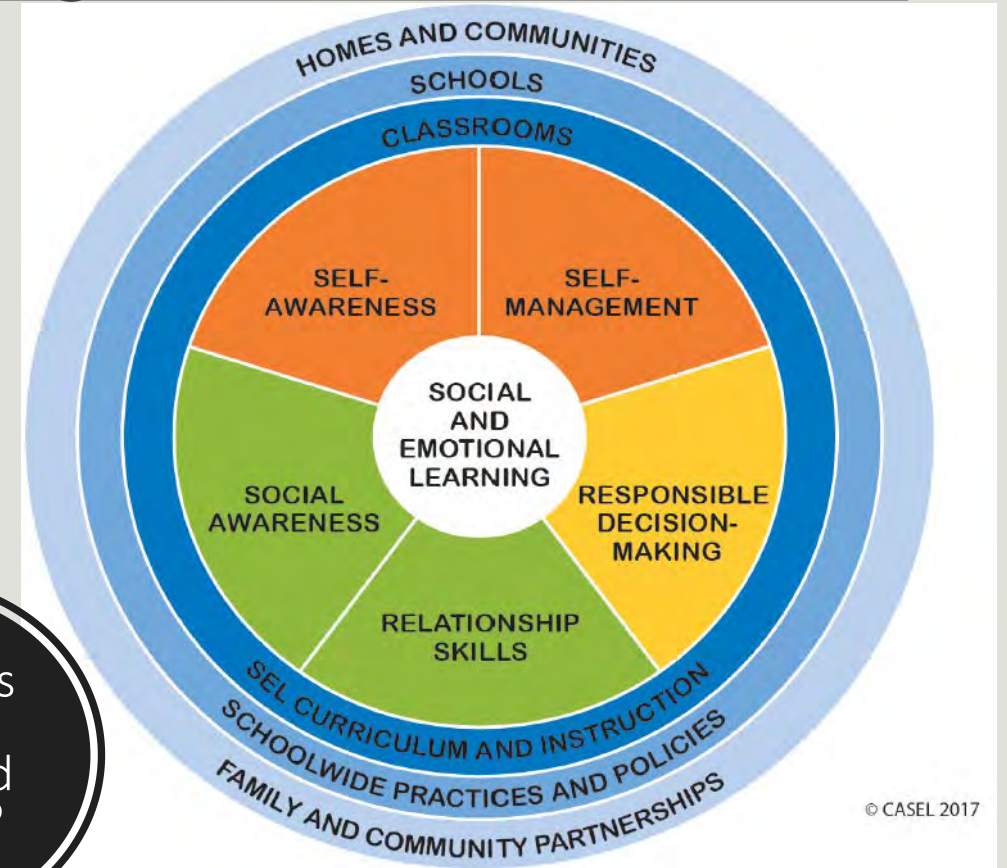 HOMES AND COMMUNITIES
SCHOOLS
CLASSROOMS
SELF-
AWARENESS
SELF-
MANAGEMENT
SOCIAL
AND
EMOTIONAL
LEARNING
SOCIAL
AWARENESS
RESPONSIBLE
DECISION-
MAKING
RELATIONSHIP
SKILLS
SEL CURRICULUM AND INSTRUCTION
SCHOOLWIDE PRACTICES AND POLICIES
FAMILY AND COMMUNITY PARTNERSHIPS
© CASEL 2017